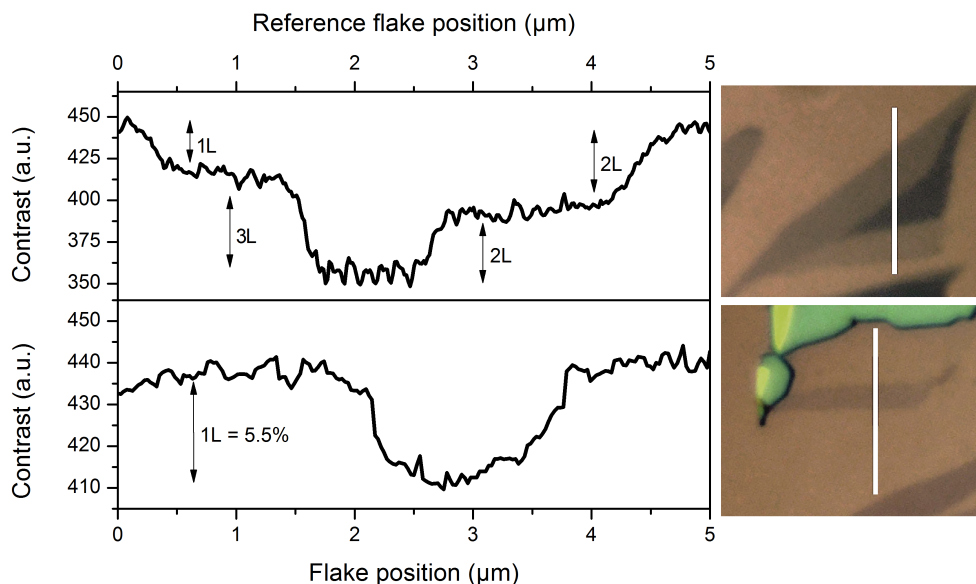 Reference flake position (µm)
0 1 2 3 4 5
Contrast (a.u.)
450
425
400
375
350
1L
3L
2L
2L
Contrast (a.u.)
450
440
430
420
410
1L = 5.5%
0 1 2 3 4 5
Flake position (µm)